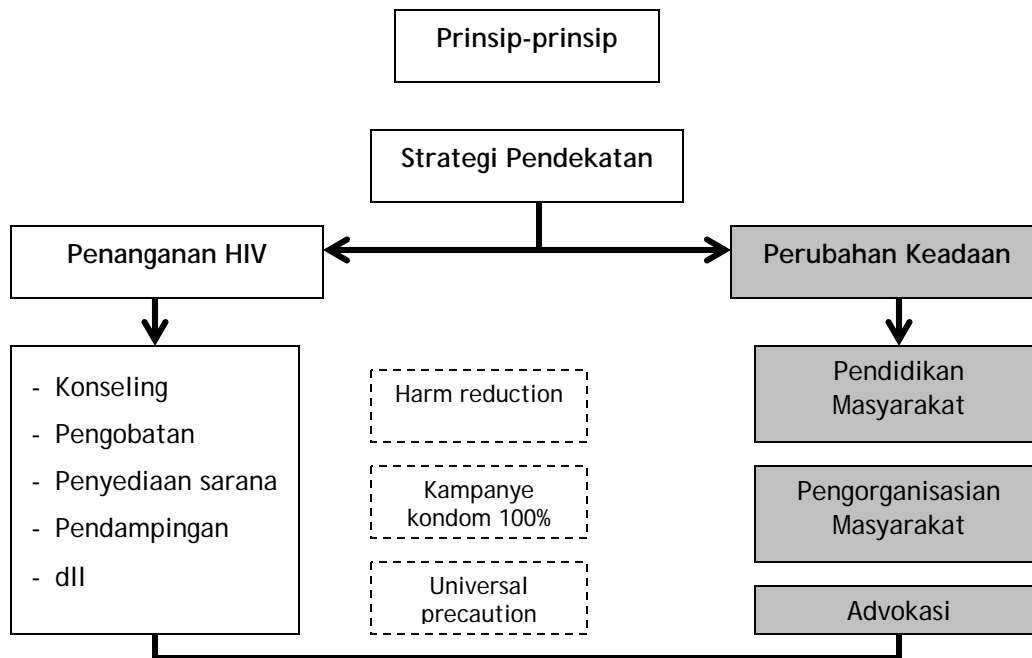 Prinsip-prinsip
Strategi Pendekatan
Penanganan HIV
Perubahan Keadaan
- Konseling
- Pengobatan
- Penyediaan sarana
- Pendampingan
- dll
Harm reduction
Kampanye
kondom 100%
Universal
precaution
Pendidikan
Masyarakat
Pengorganisasian
Masyarakat
Advokasi